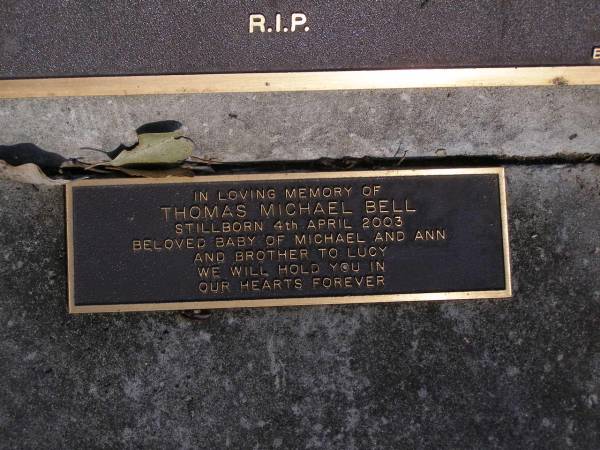 R.I.P.
IN LOVING MEMORY OF
THOMAS MICHAEL BELL
STILLBORN 4th APRIL 2003
BELOVED BABY OF MICHAEL AND ANN
AND BROTHER TO LUCY
WE WILL HOLD YOU IN
OUR HEARTS FOREVER